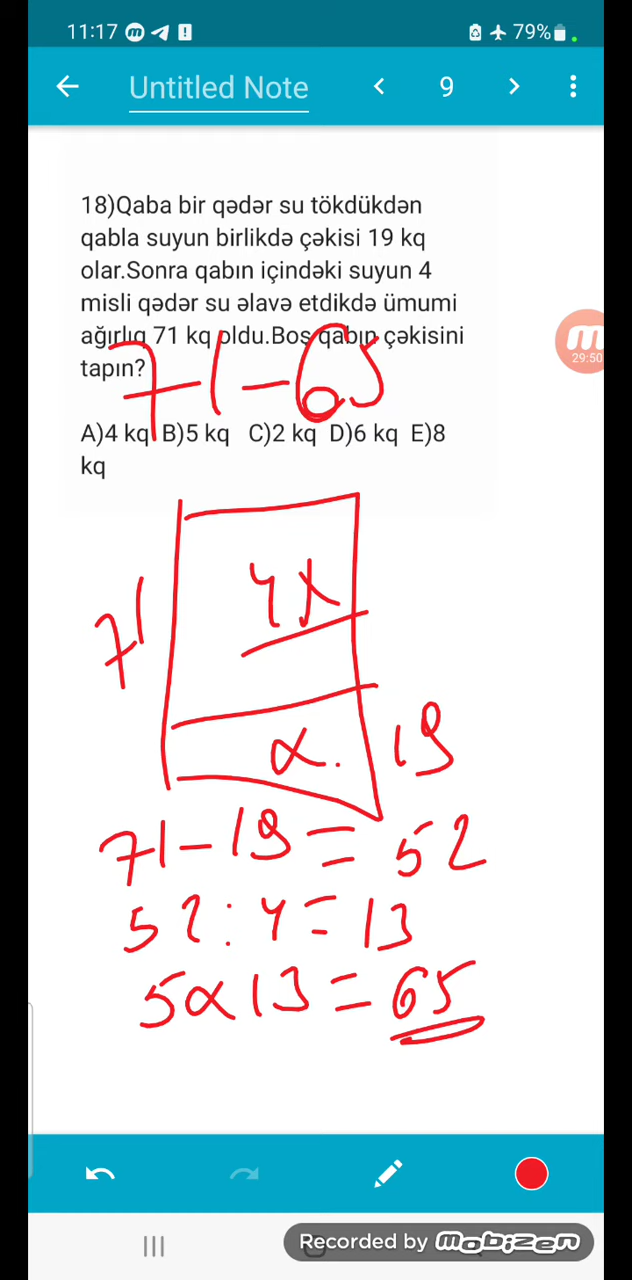 11:17 79%
Untitled Note 9
18)Qaba bir qədər su tökdükdən
qabla suyun birlikdə çəkisi 19 kq
olar.Sonra qabın içindəki suyun 4
misli qədər su əlavə etdikdə ümumi
ağırlıq 71 kq oldu.Boş qabın çəkisini
tapın?
71-65
A)4 kq B)5 kq C)2 kq D)6 kq E)8
kq
29:50
4x
71
x. 19
71-19=52
52:4=13
5x13=65
Recorded by mobizen